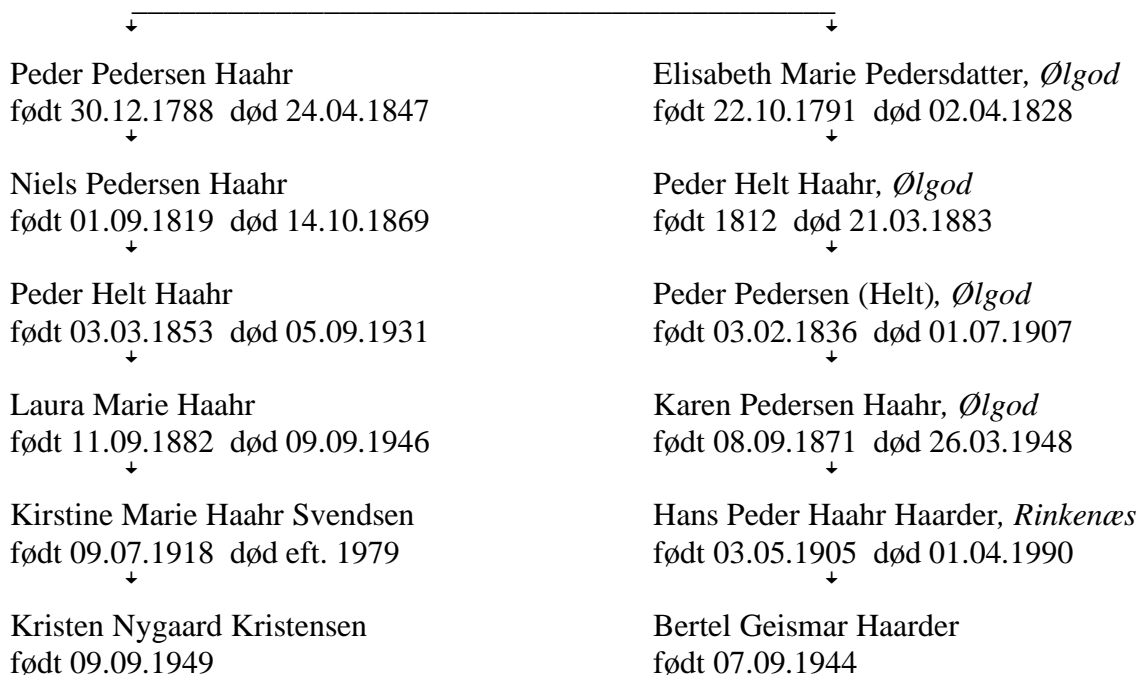 Peder Pedersen Haahr
født 30.12.1788 død 24.04.1847
Niels Pedersen Haahr
født 01.09.1819 død 14.10.1869
Peder Helt Haahr
født 03.03.1853 død 05.09.1931
Laura Marie Haahr
født 11.09.1882 død 09.09.1946
Kirstine Marie Haahr Svendsen
født 09.07.1918 død eft. 1979
Kristen Nygaard Kristensen
født 09.09.1949
Elisabeth Marie Pedersdatter, Ølgod
født 22.10.1791 død 02.04.1828
Peder Helt Haahr, Ølgod
født 1812 død 21.03.1883
Peder Pedersen (Helt), Ølgod
født 03.02.1836 død 01.07.1907
Karen Pedersen Haahr, Ølgod
født 08.09.1871 død 26.03.1948
Hans Peder Haahr Haarder, Rinkenæs
født 03.05.1905 død 01.04.1990
Bertel Geismar Haarder
født 07.09.1944